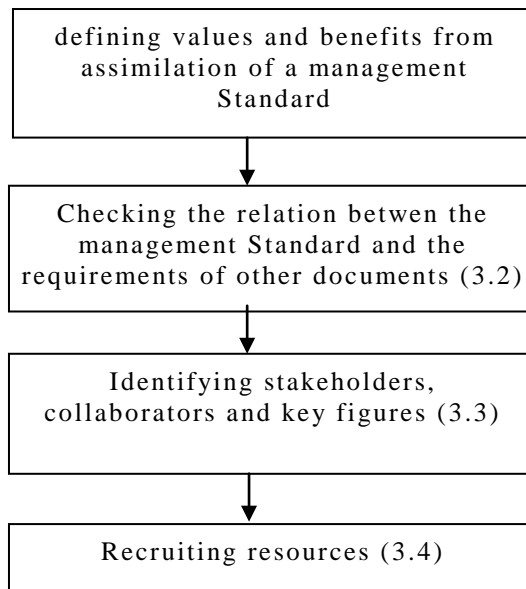 defining values and benefits from
assimilation of a management
Standard
Checking the relation betwen the
management Standard and the
requirements of other documents (3.2)
Identifying stakeholders,
collaborators and key figures (3.3)
Recruiting resources (3.4)